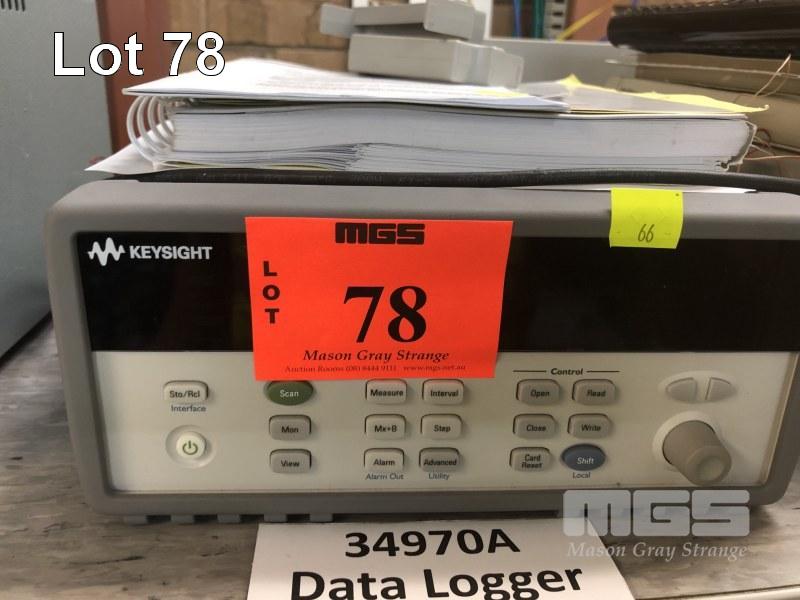 Lot 78
66
KEYSIGHT
MGS
LOT
78
Mason Gray Strange
Auction Rooms (08) 8444 9111 www.mgs.net.au
Control
Sto/Rcl
Scan
Measure
Interval
Open
Read
Interface
Mon
Mx+B
Step
Close
Write
View
Alarm
Advanced
Card Reset
Shift
Alarm Out
Utility
Local
MGS
Mason Gray Strange
34970A
Data Logger